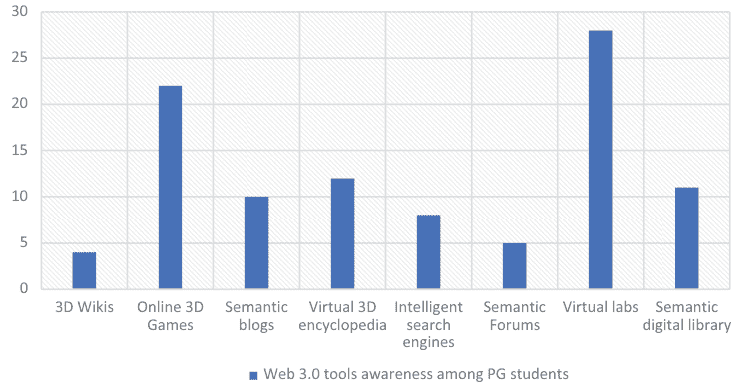 30
25
20
15
10
5
0
3D Wikis
Online 3D
Games
Semantic
blogs
Virtual 3D
encyclopedia
Intelligent
search
engines
Semantic
Forums
Virtual labs
Semantic
digital library
Web 3.0 tools awareness among PG students